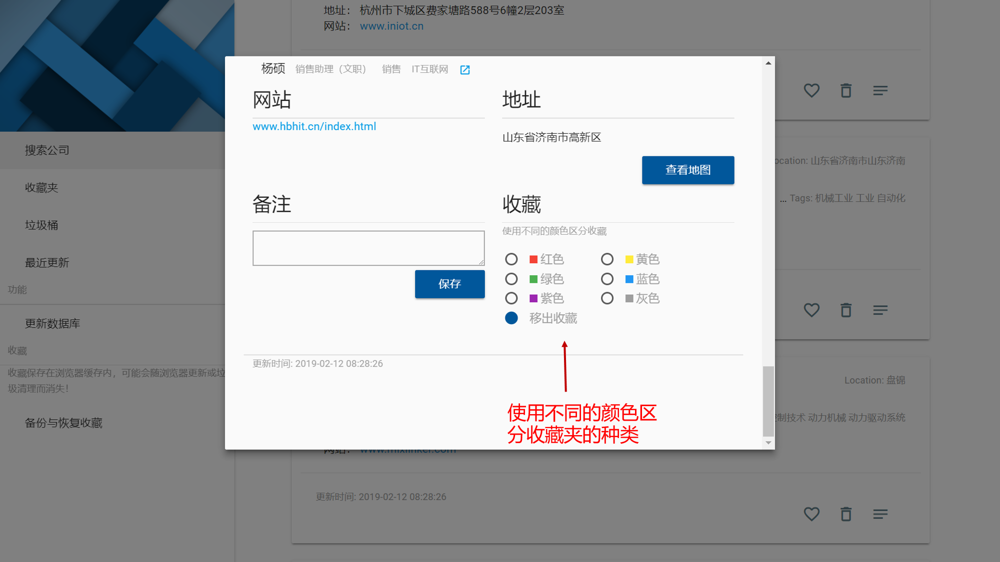 地址： 杭州市下城区费家塘路588号6幢2层203室
网站： www.iniot.cn
杨硕 销售助理（文职） 销售 IT互联网
网站
www.hbhit.cn/index.html
地址
山东省济南市高新区
查看地图
备注
保存
收藏
使用不同的颜色区分收藏
红色 黄色
绿色 蓝色
紫色 灰色
移出收藏
更新时间: 2019-02-12 08:28:26
使用不同的颜色区
分收藏夹的种类
搜索公司
收藏夹
垃圾桶
最近更新
功能
更新数据库
收藏
收藏保存在浏览器缓存内，可能会随浏览器更新或垃
圾清理而消失！
备份与恢复收藏
ocation: 山东省济南市山东济南
... Tags: 机械工业 工业 自动化
Location: 盘锦
制技术 动力机械 动力驱动系统
网站： www.mixlinker.com
更新时间: 2019-02-12 08:28:26